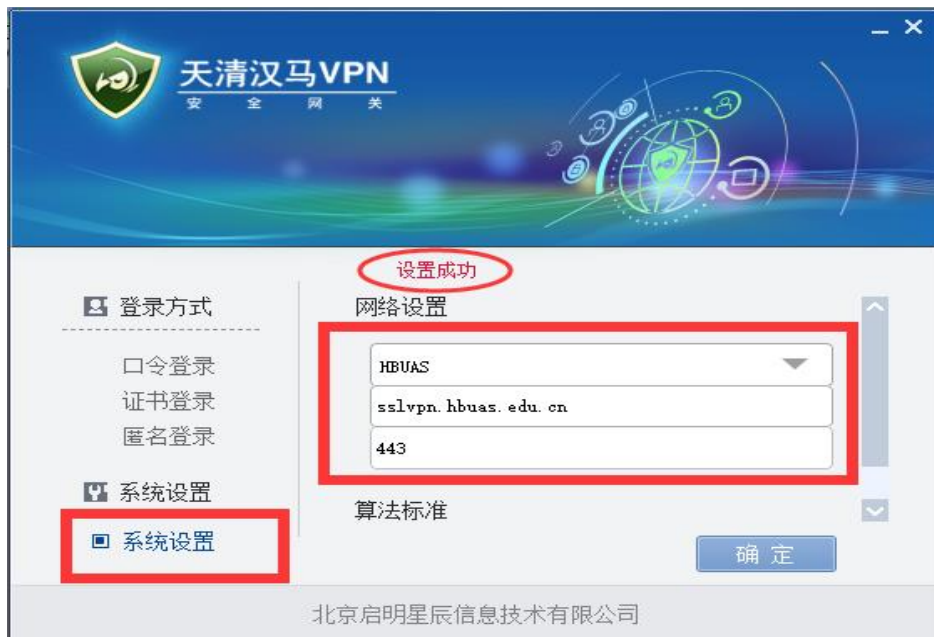 天清汉马VPN
安全网关
设置成功
登录方式
口令登录
证书登录
匿名登录
系统设置
系统设置
网络设置
HBUAS
sslvpn.hbuas.edu.cn
443
算法标准
确定
北京启明星辰信息技术有限公司